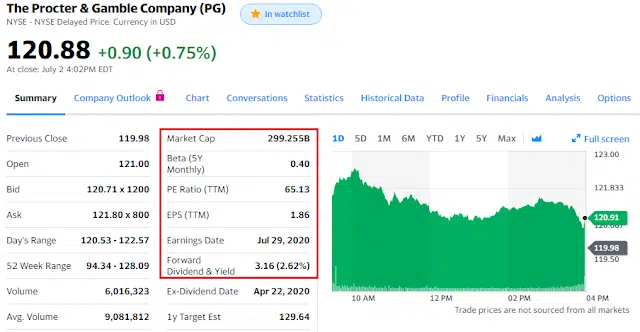 The Procter & Gamble Company (PG)
NYSE - NYSE Delayed Price. Currency in USD
In watchlist
120.88 +0.90 (+0.75%)
At close: July 2 4:02PM EDT
Summary Company Outlook Chart Conversations Statistics Historical Data Profile Financials Analysis Options
Previous Close 119.98
Open 121.00
Bid 120.71 x 1200
Ask 121.80 x 800
Day's Range 120.53 - 122.57
52 Week Range 94.34 - 128.09
Volume 6,016,323
Avg. Volume 9,081,812
Market Cap 299.255B
Beta (5Y
Monthly) 0.40
PE Ratio (TTM) 65.13
EPS (TTM) 1.86
Earnings Date Jul 29, 2020
Forward
Dividend & Yield 3.16 (2.62%)
Ex-Dividend Date Apr 22, 2020
1y Target Est 129.64
1D 5D 1M 6M YTD 1Y 5Y Max Full screen
123.00
121.833
120.91
119.98
119.50
10 AM 12 PM 02 PM 04 PM
Trade prices are not sourced from all markets